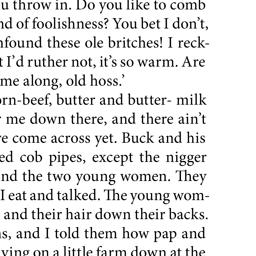 u throw in. Do you like to comb
nd of foolishness? You bet I don't,
nfound these ole britches! I reck-
t I'd ruther not, it's so warm. Are
me along, old hoss.'
orn-beef, butter and butter- milk
r me down there, and there ain't
ve come across yet. Buck and his
ed cob pipes, except the nigger
nd the two young women. They
I eat and talked. The young wom-
and their hair down their backs.
ns, and I told them how pap and
ving on a little farm down at the